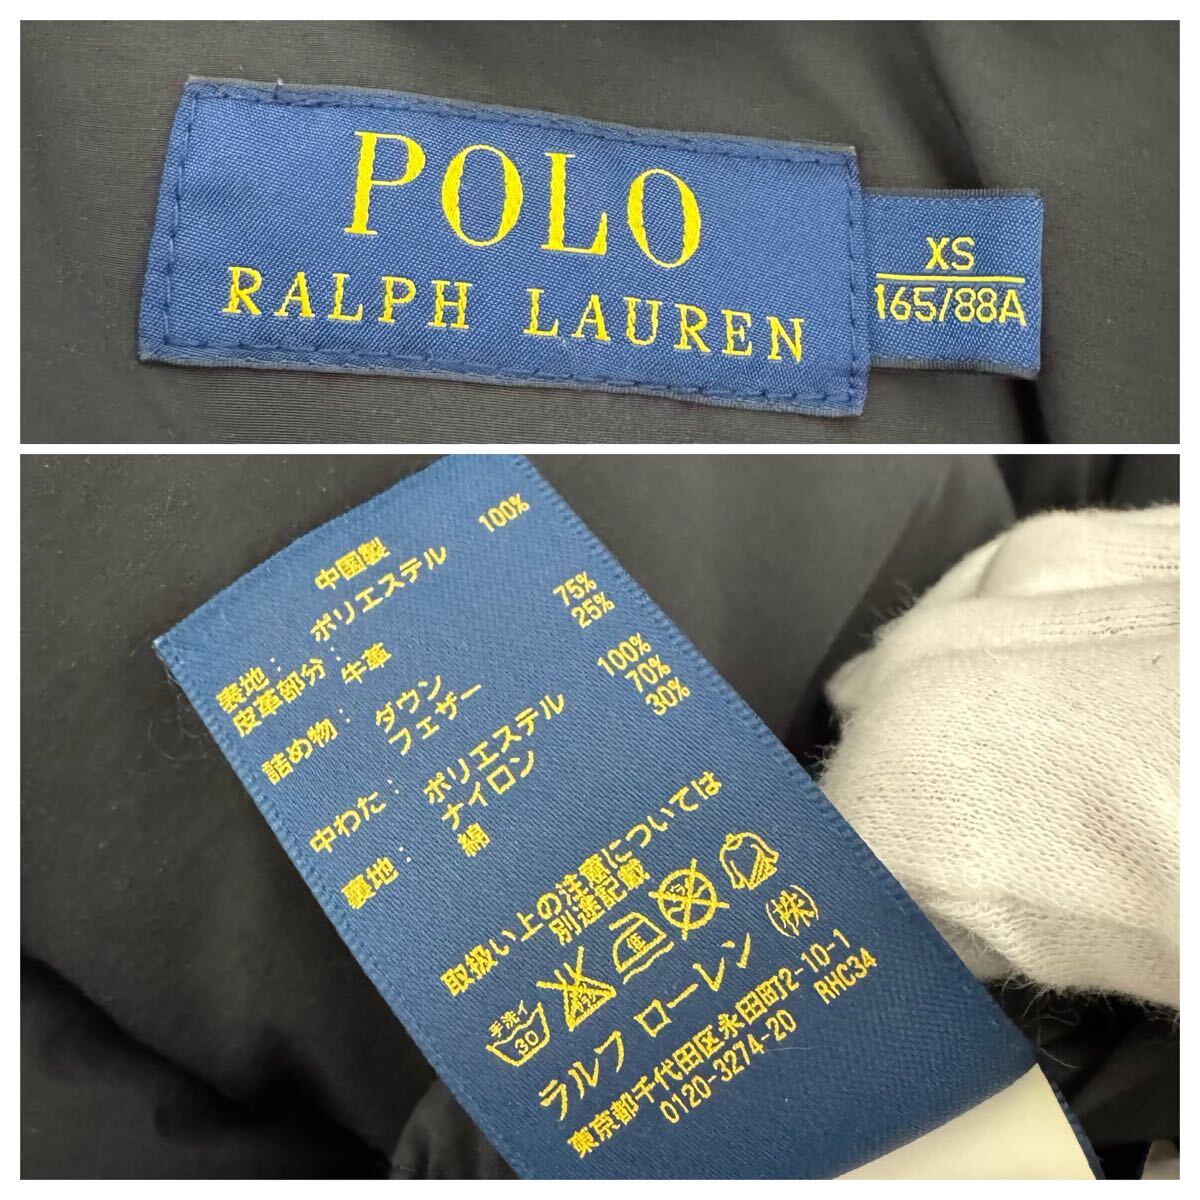 POLO
RALPH LAUREN
XS
165/88A
中国製
表地: ポリエステル 100%
皮革部分: 牛革
詰め物: ダウン 75%
フェザー 25%
中わた: ポリエステル 100%
裏地: ナイロン 70%
綿 30%
取扱い上の注意については
別途記載
手洗イ
30
低
ラルフ ローレン (株)
東京都千代田区永田町2-10-1
0120-3274-20 RHC34